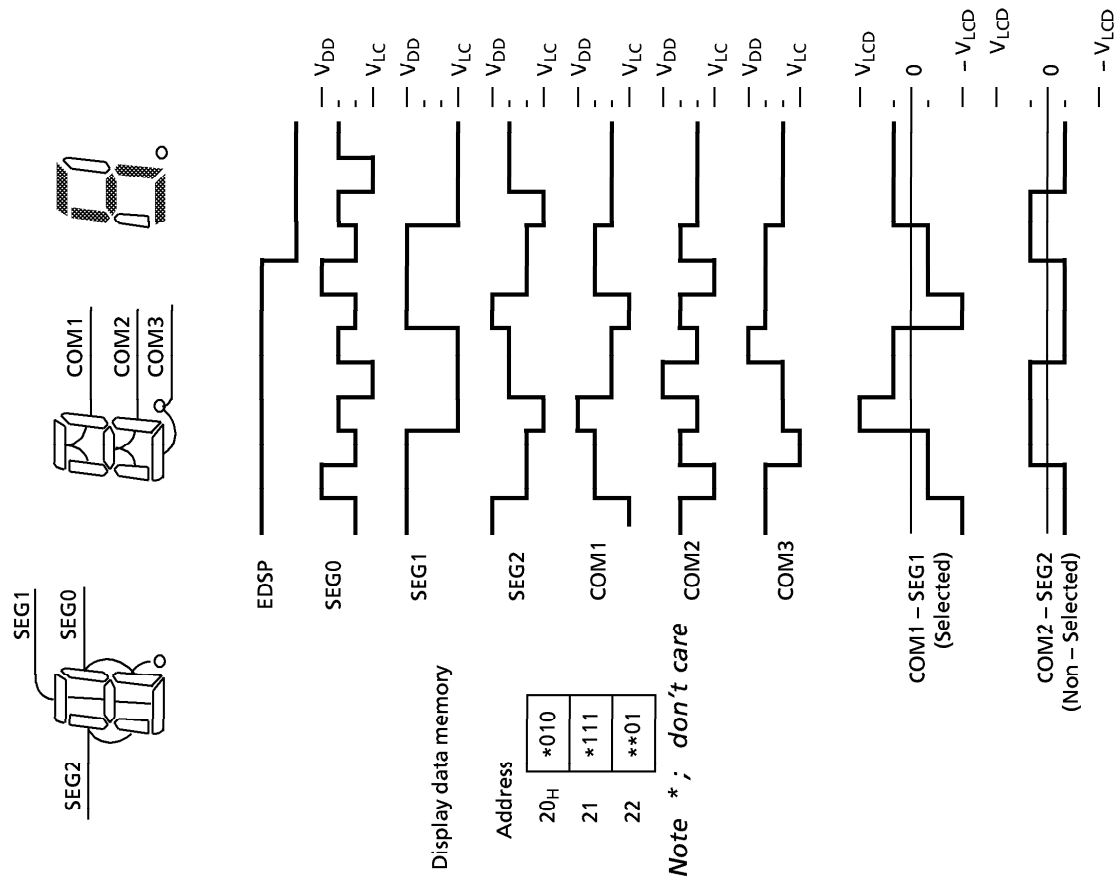 SEG1
SEG0
SEG2
COM1
COM2
COM3
Display data memory
Address
20H *010
21 *111
22 **01
Note *; don't care
EDSP
SEG0
VDD
VLC
SEG1
VDD
VLC
SEG2
VDD
VLC
COM1
VDD
VLC
COM2
VDD
VLC
COM3
VDD
VLC
COM1 – SEG1
(Selected)
VLCD
0
– VLCD
COM2 – SEG2
(Non – Selected)
VLCD
0
– VLCD